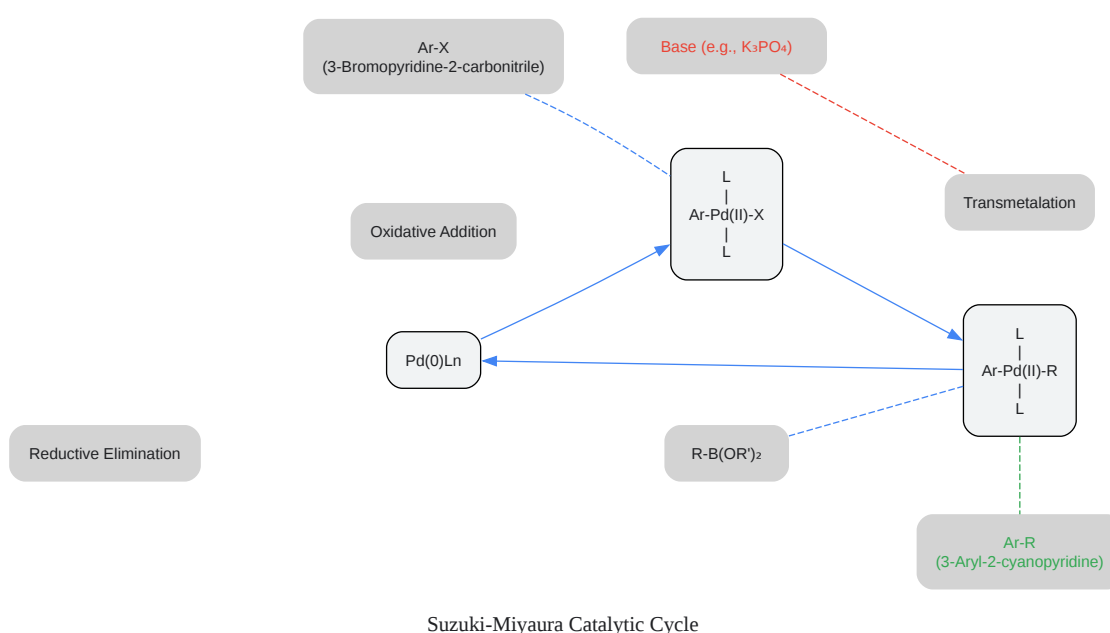 Ar-X
(3-Bromopyridine-2-carbonitrile)
Base (e.g., K₃PO₄)
L
|
Ar-Pd(II)-X
|
L
Transmetalation
Oxidative Addition
Pd(0)Ln
L
|
Ar-Pd(II)-R
|
L
Reductive Elimination
R-B(OR')₂
Ar-R
(3-Aryl-2-cyanopyridine)
Suzuki-Miyaura Catalytic Cycle